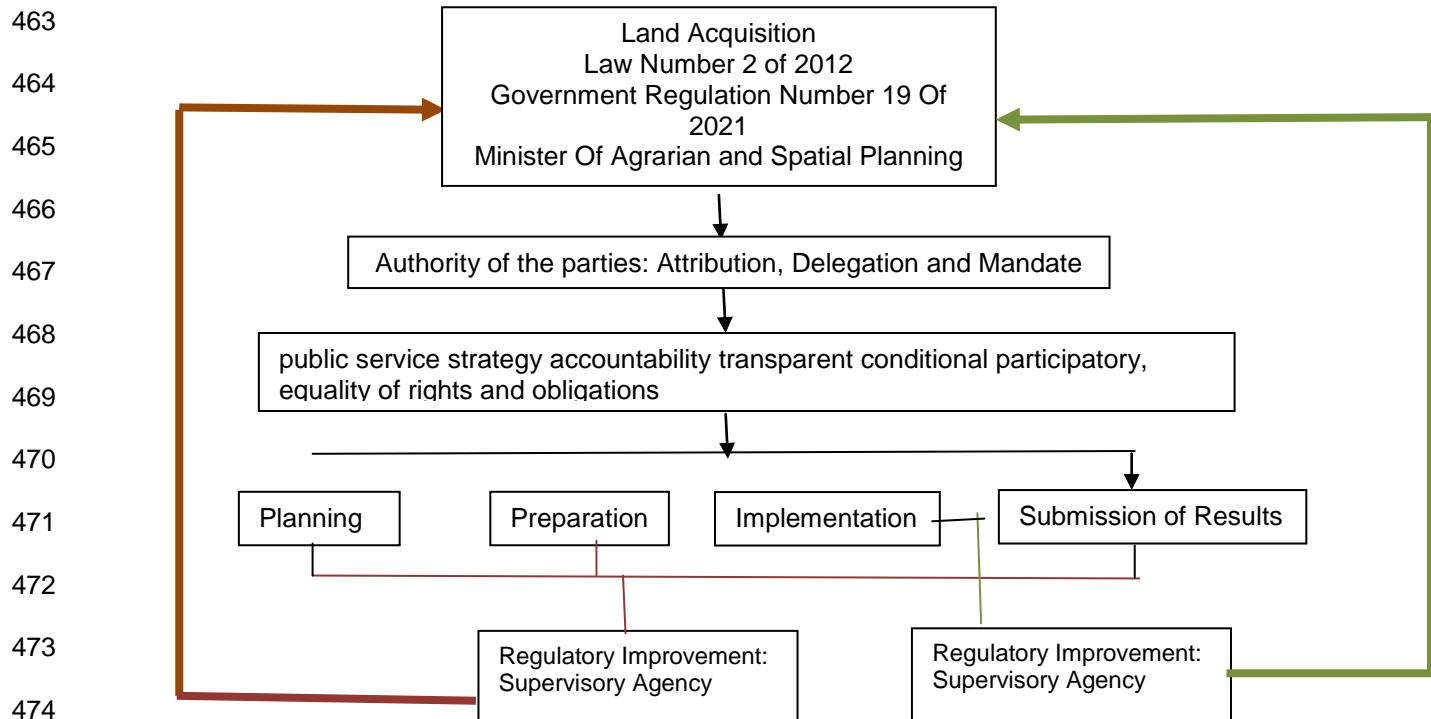 463
Land Acquisition
Law Number 2 of 2012
464
Government Regulation Number 19 Of
2021
465
Minister Of Agrarian and Spatial Planning
466
467
Authority of the parties: Attribution, Delegation and Mandate
468
public service strategy accountability transparent conditional participatory,
469
equality of rights and obligations
470
471
Planning
Preparation
Implementation
Submission of Results
472
473
Regulatory Improvement:
Supervisory Agency
Regulatory Improvement:
Supervisory Agency
474